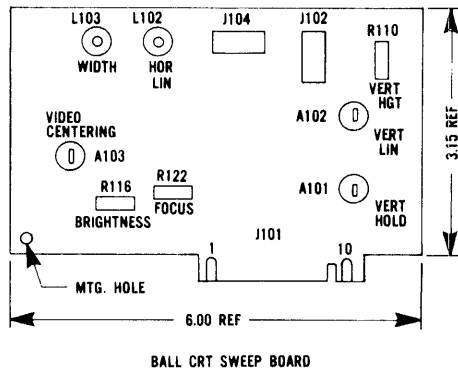 L103
L102
J104
J102
R110
WIDTH
HOR
LIN
VERT
HGT
A102
VERT
LIN
VIDEO
CENTERING
A103
3.15 REF
R116
R122
A101
FOCUS
BRIGHTNESS
VERT
HOLD
J101
1
10
MTG. HOLE
6.00 REF
BALL CRT SWEEP BOARD